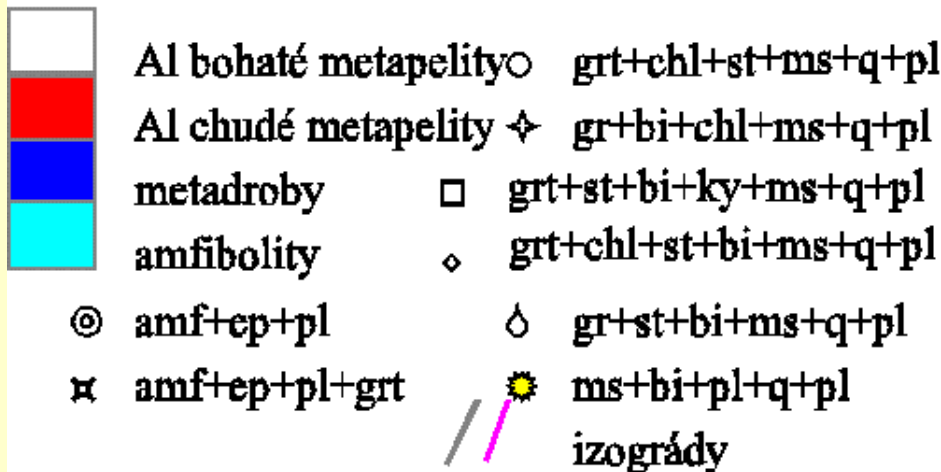 Al bohaté metapelity grt+chl+st+ms+q+pl
Al chudé metapelity gr+bi+chl+ms+q+pl
metadroby grt+st+bi+ky+ms+q+pl
amfibolity grt+chl+st+bi+ms+q+pl
amf+ep+pl gr+st+bi+ms+q+pl
amf+ep+pl+grt ms+bi+pl+q+pl
izogrády